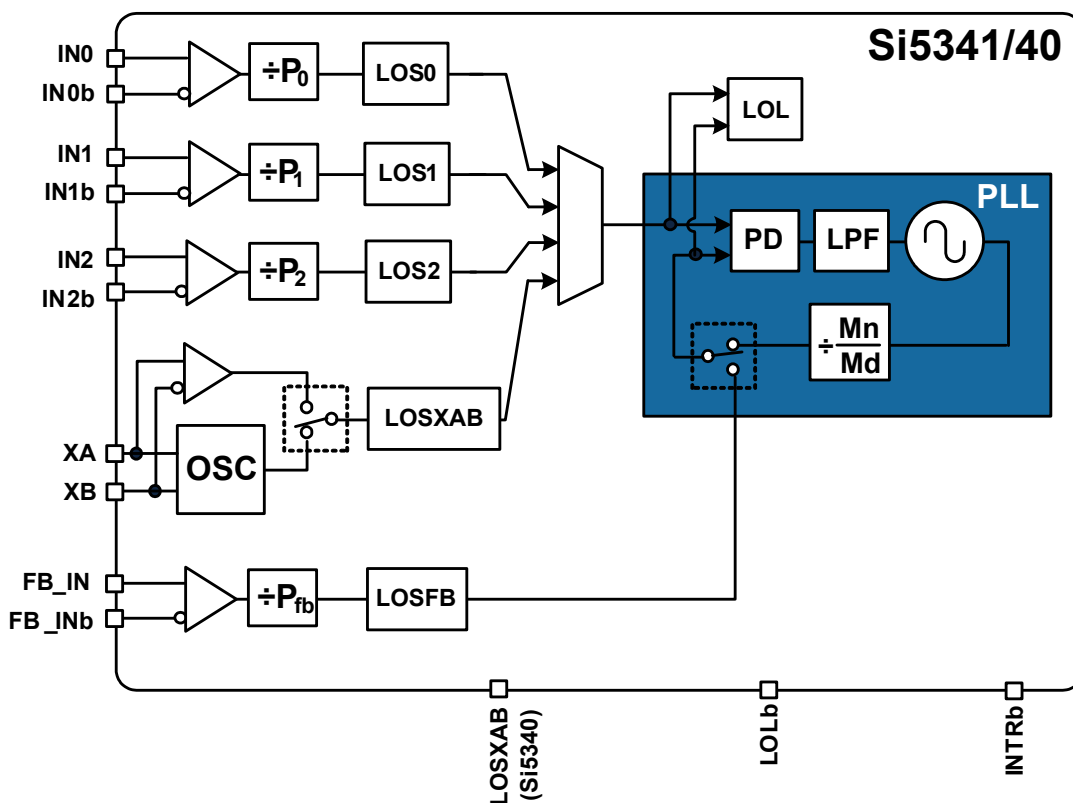 Si5341/40
IN0
IN0b
÷P0
LOS0
LOL
IN1
IN1b
÷P1
LOS1
PLL
PD
LPF
IN2
IN2b
÷P2
LOS2
÷Mn
Md
XA
XB
OSC
LOSXAB
FB_IN
FB_INb
÷Pfb
LOSFB
LOSXAB
(Si5340)
LOLb
INTRb